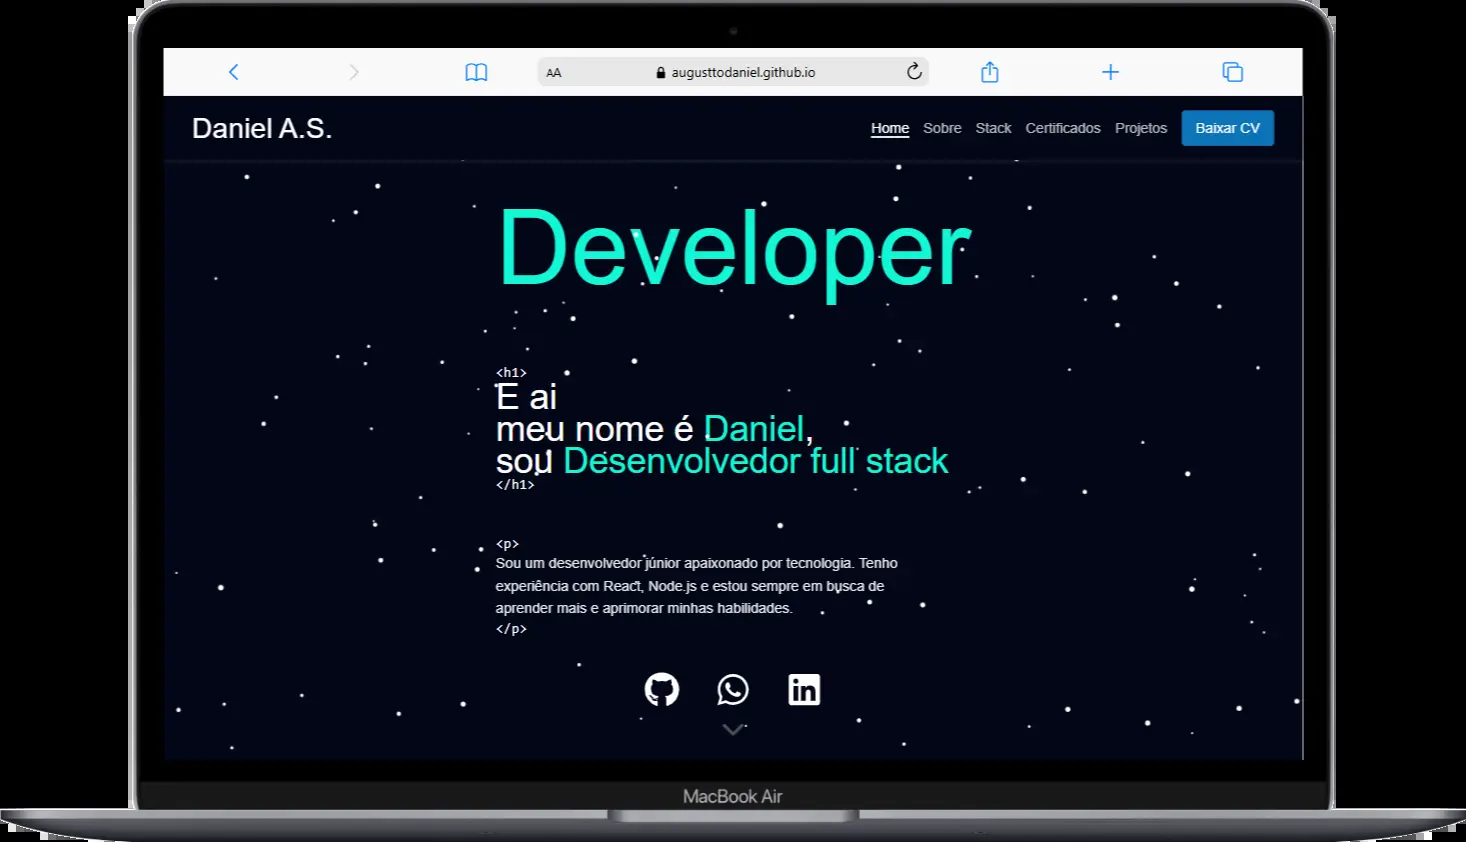 AA augusttodaniel.github.io
Daniel A.S. Home Sobre Stack Certificados Projetos Baixar CV
Developer
<h1>
E ai
meu nome é Daniel,
sou Desenvolvedor full stack
</h1>
<p>
Sou um desenvolvedor júnior apaixonado por tecnologia. Tenho
experiência com React, Node.js e estou sempre em busca de
aprender mais e aprimorar minhas habilidades.
</p>
in
MacBook Air